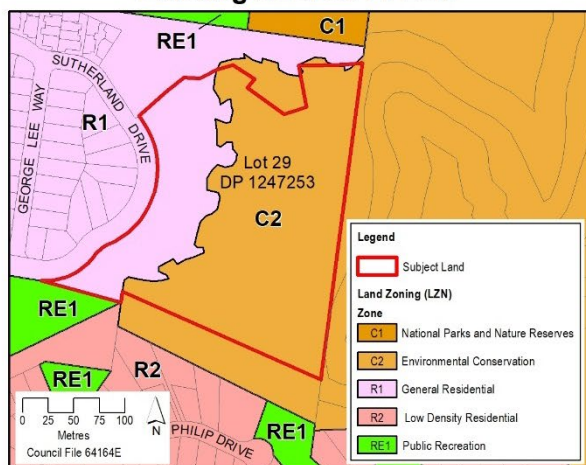 RE1
C1
SUTHERLAND DRIVE
GEORGE LEE WAY
R1
Lot 29
DP 1247253
C2
RE1
R2
RE1
RE1
PHILIP DRIVE
0 25 50 75 100
Metres
N
Council File 64164E
Legend
Subject Land
Land Zoning (LZN)
Zone
C1 National Parks and Nature Reserves
C2 Environmental Conservation
R1 General Residential
R2 Low Density Residential
RE1 Public Recreation